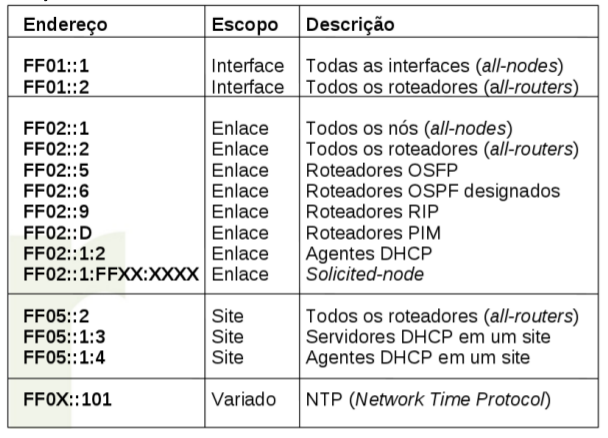 Endereço Escopo Descrição
FF01::1 Interface Todas as interfaces (all-nodes)
FF01::2 Interface Todos os roteadores (all-routers)
FF02::1 Enlace Todos os nós (all-nodes)
FF02::2 Enlace Todos os roteadores (all-routers)
FF02::5 Enlace Roteadores OSFP
FF02::6 Enlace Roteadores OSPF designados
FF02::9 Enlace Roteadores RIP
FF02::D Enlace Roteadores PIM
FF02::1:2 Enlace Agentes DHCP
FF02::1:FFXX:XXXX Enlace Solicited-node
FF05::2 Site Todos os roteadores (all-routers)
FF05::1:3 Site Servidores DHCP em um site
FF05::1:4 Site Agentes DHCP em um site
FF0X::101 Variado NTP (Network Time Protocol)